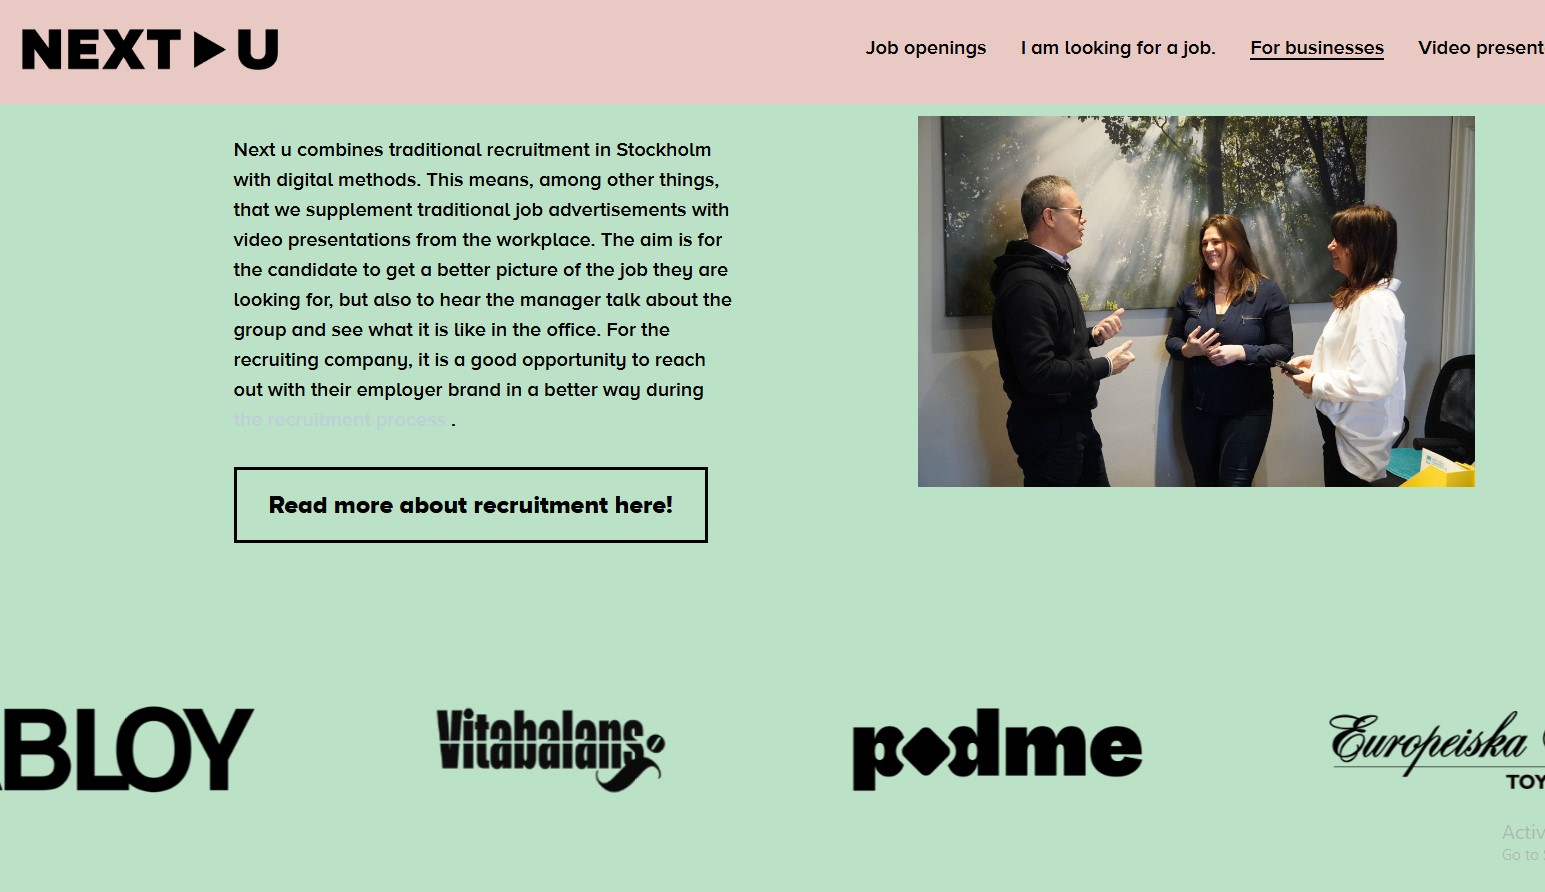 NEXT U
Job openings
I am looking for a job.
For businesses
Video present
Next u combines traditional recruitment in Stockholm
with digital methods. This means, among other things,
that we supplement traditional job advertisements with
video presentations from the workplace. The aim is for
the candidate to get a better picture of the job they are
looking for, but also to hear the manager talk about the
group and see what it is like in the office. For the
recruiting company, it is a good opportunity to reach
out with their employer brand in a better way during
the recruitment process .
Read more about recruitment here!
BLOY
Vitabalans
podme
Europeiska
TOY
Activ
Go to